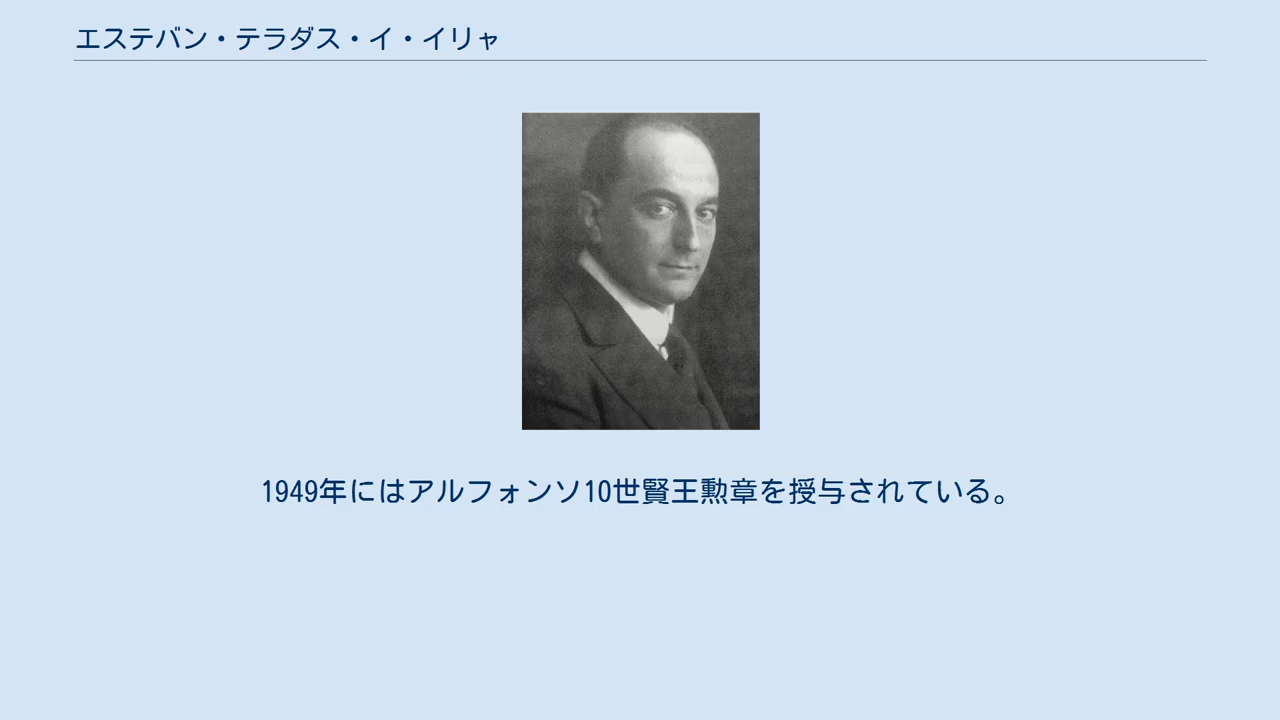 エステバン・テラダス・イ・イリャ
1949年にはアルフォンソ10世賢王勲章を授与されている。